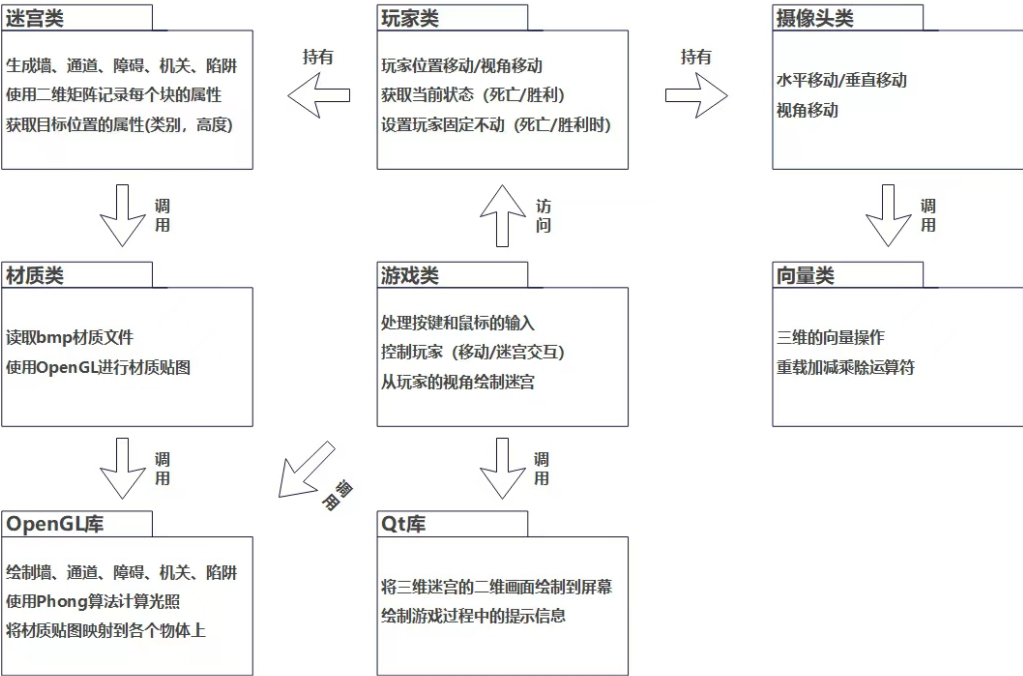 迷宫类
生成墙、通道、障碍、机关、陷阱
使用二维矩阵记录每个块的属性
获取目标位置的属性(类别，高度)
持有
玩家类
玩家位置移动/视角移动
获取当前状态（死亡/胜利）
设置玩家固定不动（死亡/胜利时）
持有
摄像头类
水平移动/垂直移动
视角移动
调
用
访
问
调
用
材质类
读取bmp材质文件
使用OpenGL进行材质贴图
游戏类
处理按键和鼠标的输入
控制玩家（移动/迷宫交互）
从玩家的视角绘制迷宫
向量类
三维的向量操作
重载加减乘除运算符
调
用
调
用
调
用
OpenGL库
绘制墙、通道、障碍、机关、陷阱
使用Phong算法计算光照
将材质贴图映射到各个物体上
Qt库
将三维迷宫的二维画面绘制到屏幕
绘制游戏过程中的提示信息